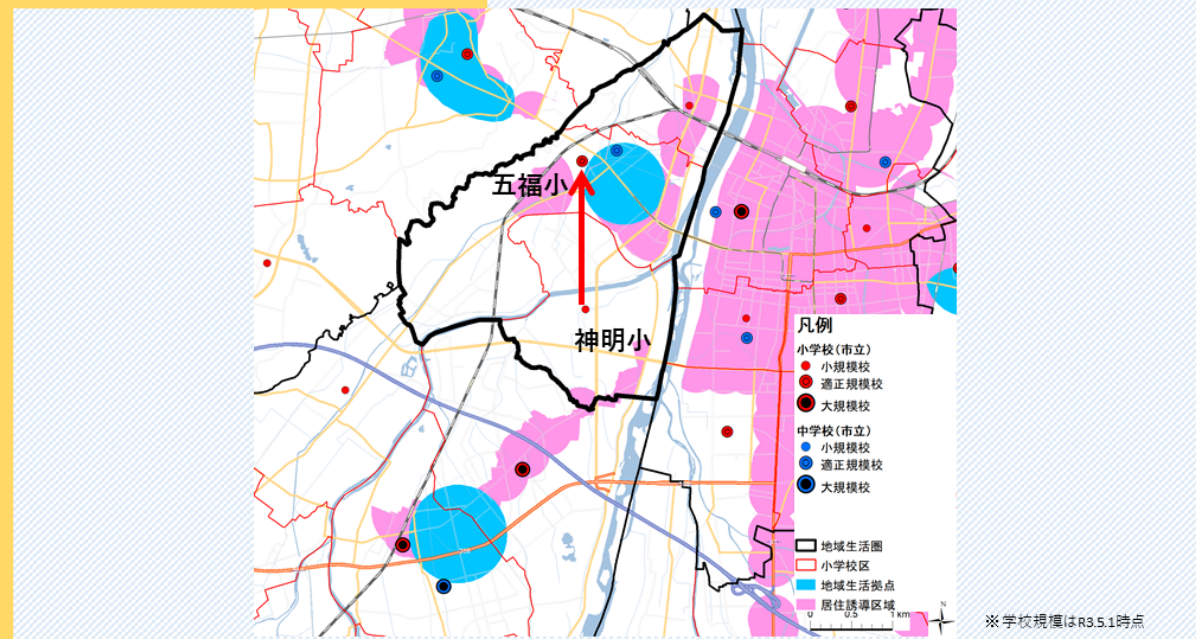 五福小
神明小
凡例
小学校(市立)
小規模校
適正規模校
大規模校
中学校(市立)
小規模校
適正規模校
大規模校
地域生活圏
小学校区
地域生活拠点
居住誘導区域
0 0.5 1 km
N
※学校規模はR3.5.1時点